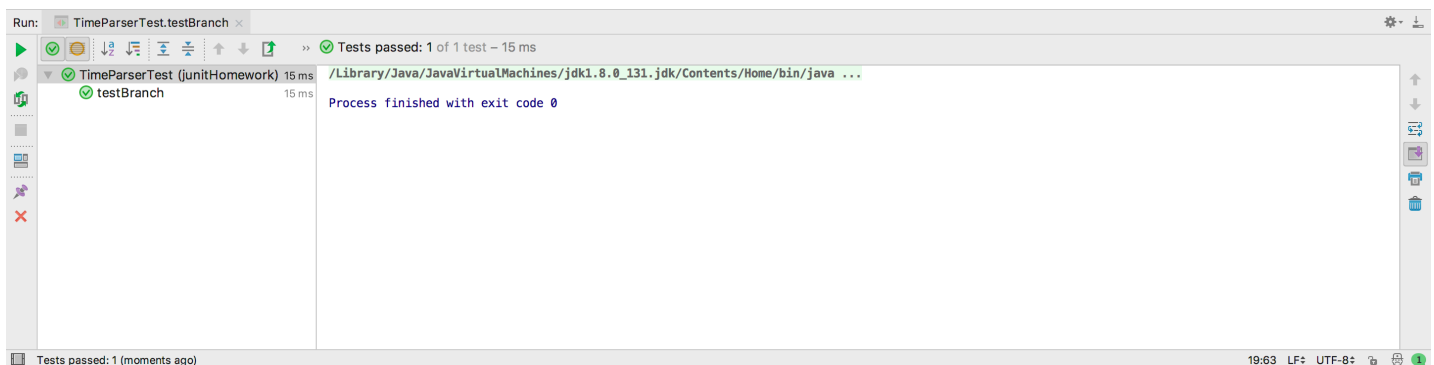 Run: TimeParserTest.testBranch ×
» Tests passed: 1 of 1 test – 15 ms
TimeParserTest (junitHomework) 15 ms
testBranch 15 ms
/Library/Java/JavaVirtualMachines/jdk1.8.0_131.jdk/Contents/Home/bin/java ...
Process finished with exit code 0
Tests passed: 1 (moments ago) 19:63 LF÷ UTF-8÷ 1